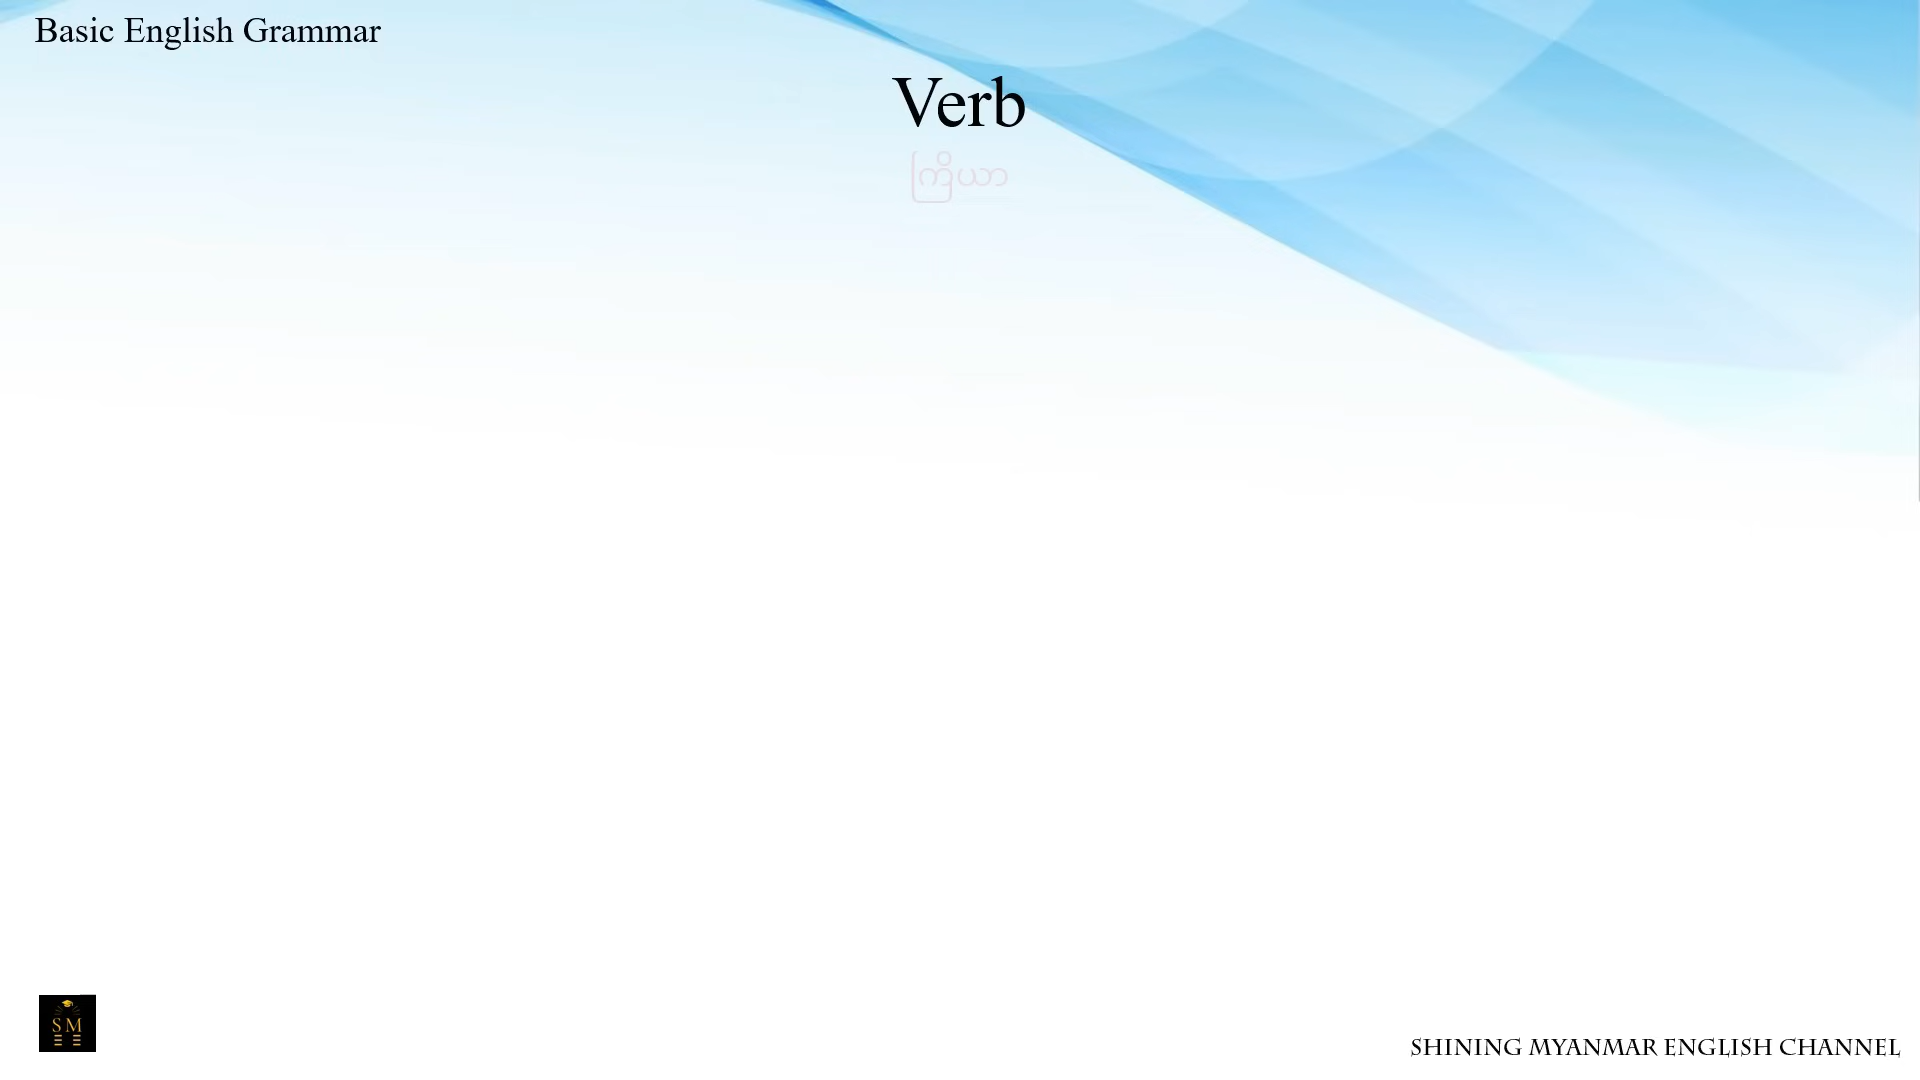 Basic English Grammar
Verb
ကြိယာ
SM
SHINING MYANMAR ENGLISH CHANNEL